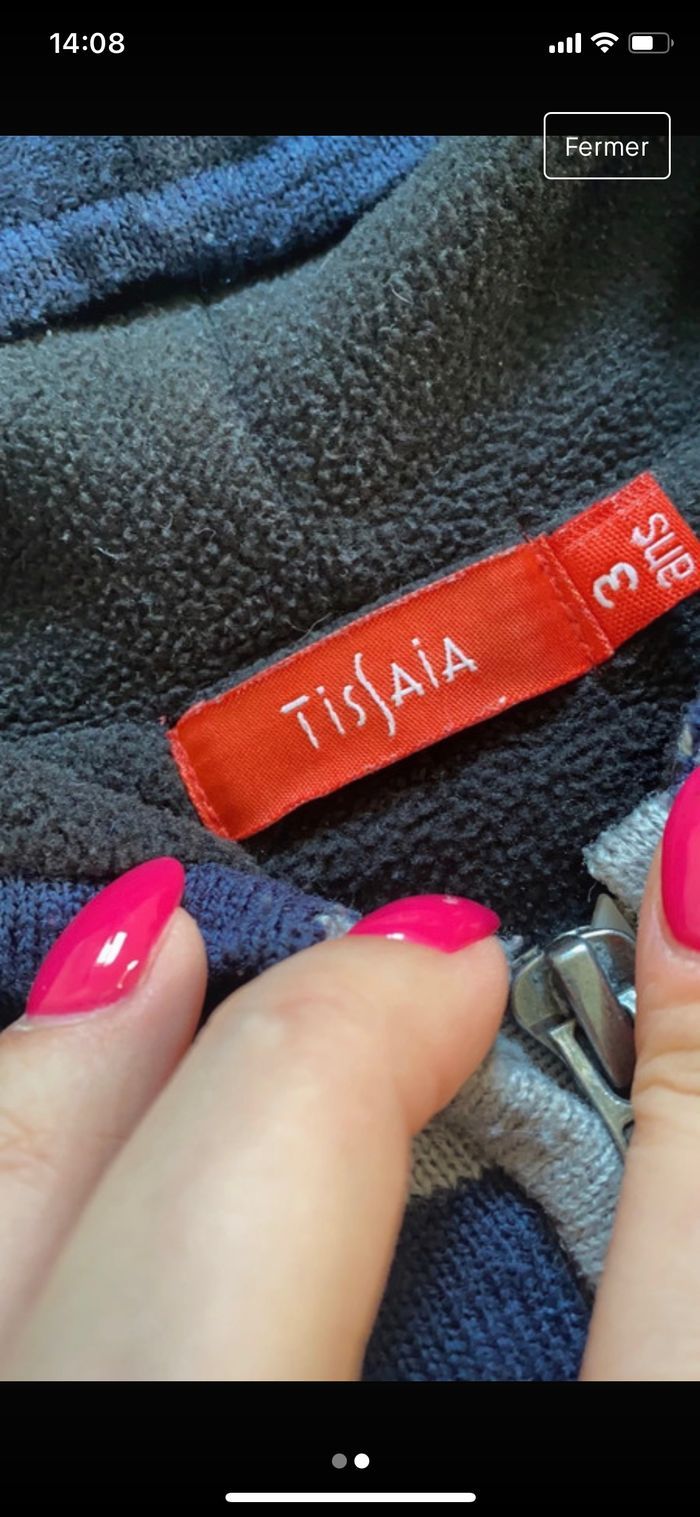 14:08
Fermer
TISSAIA
3
ans